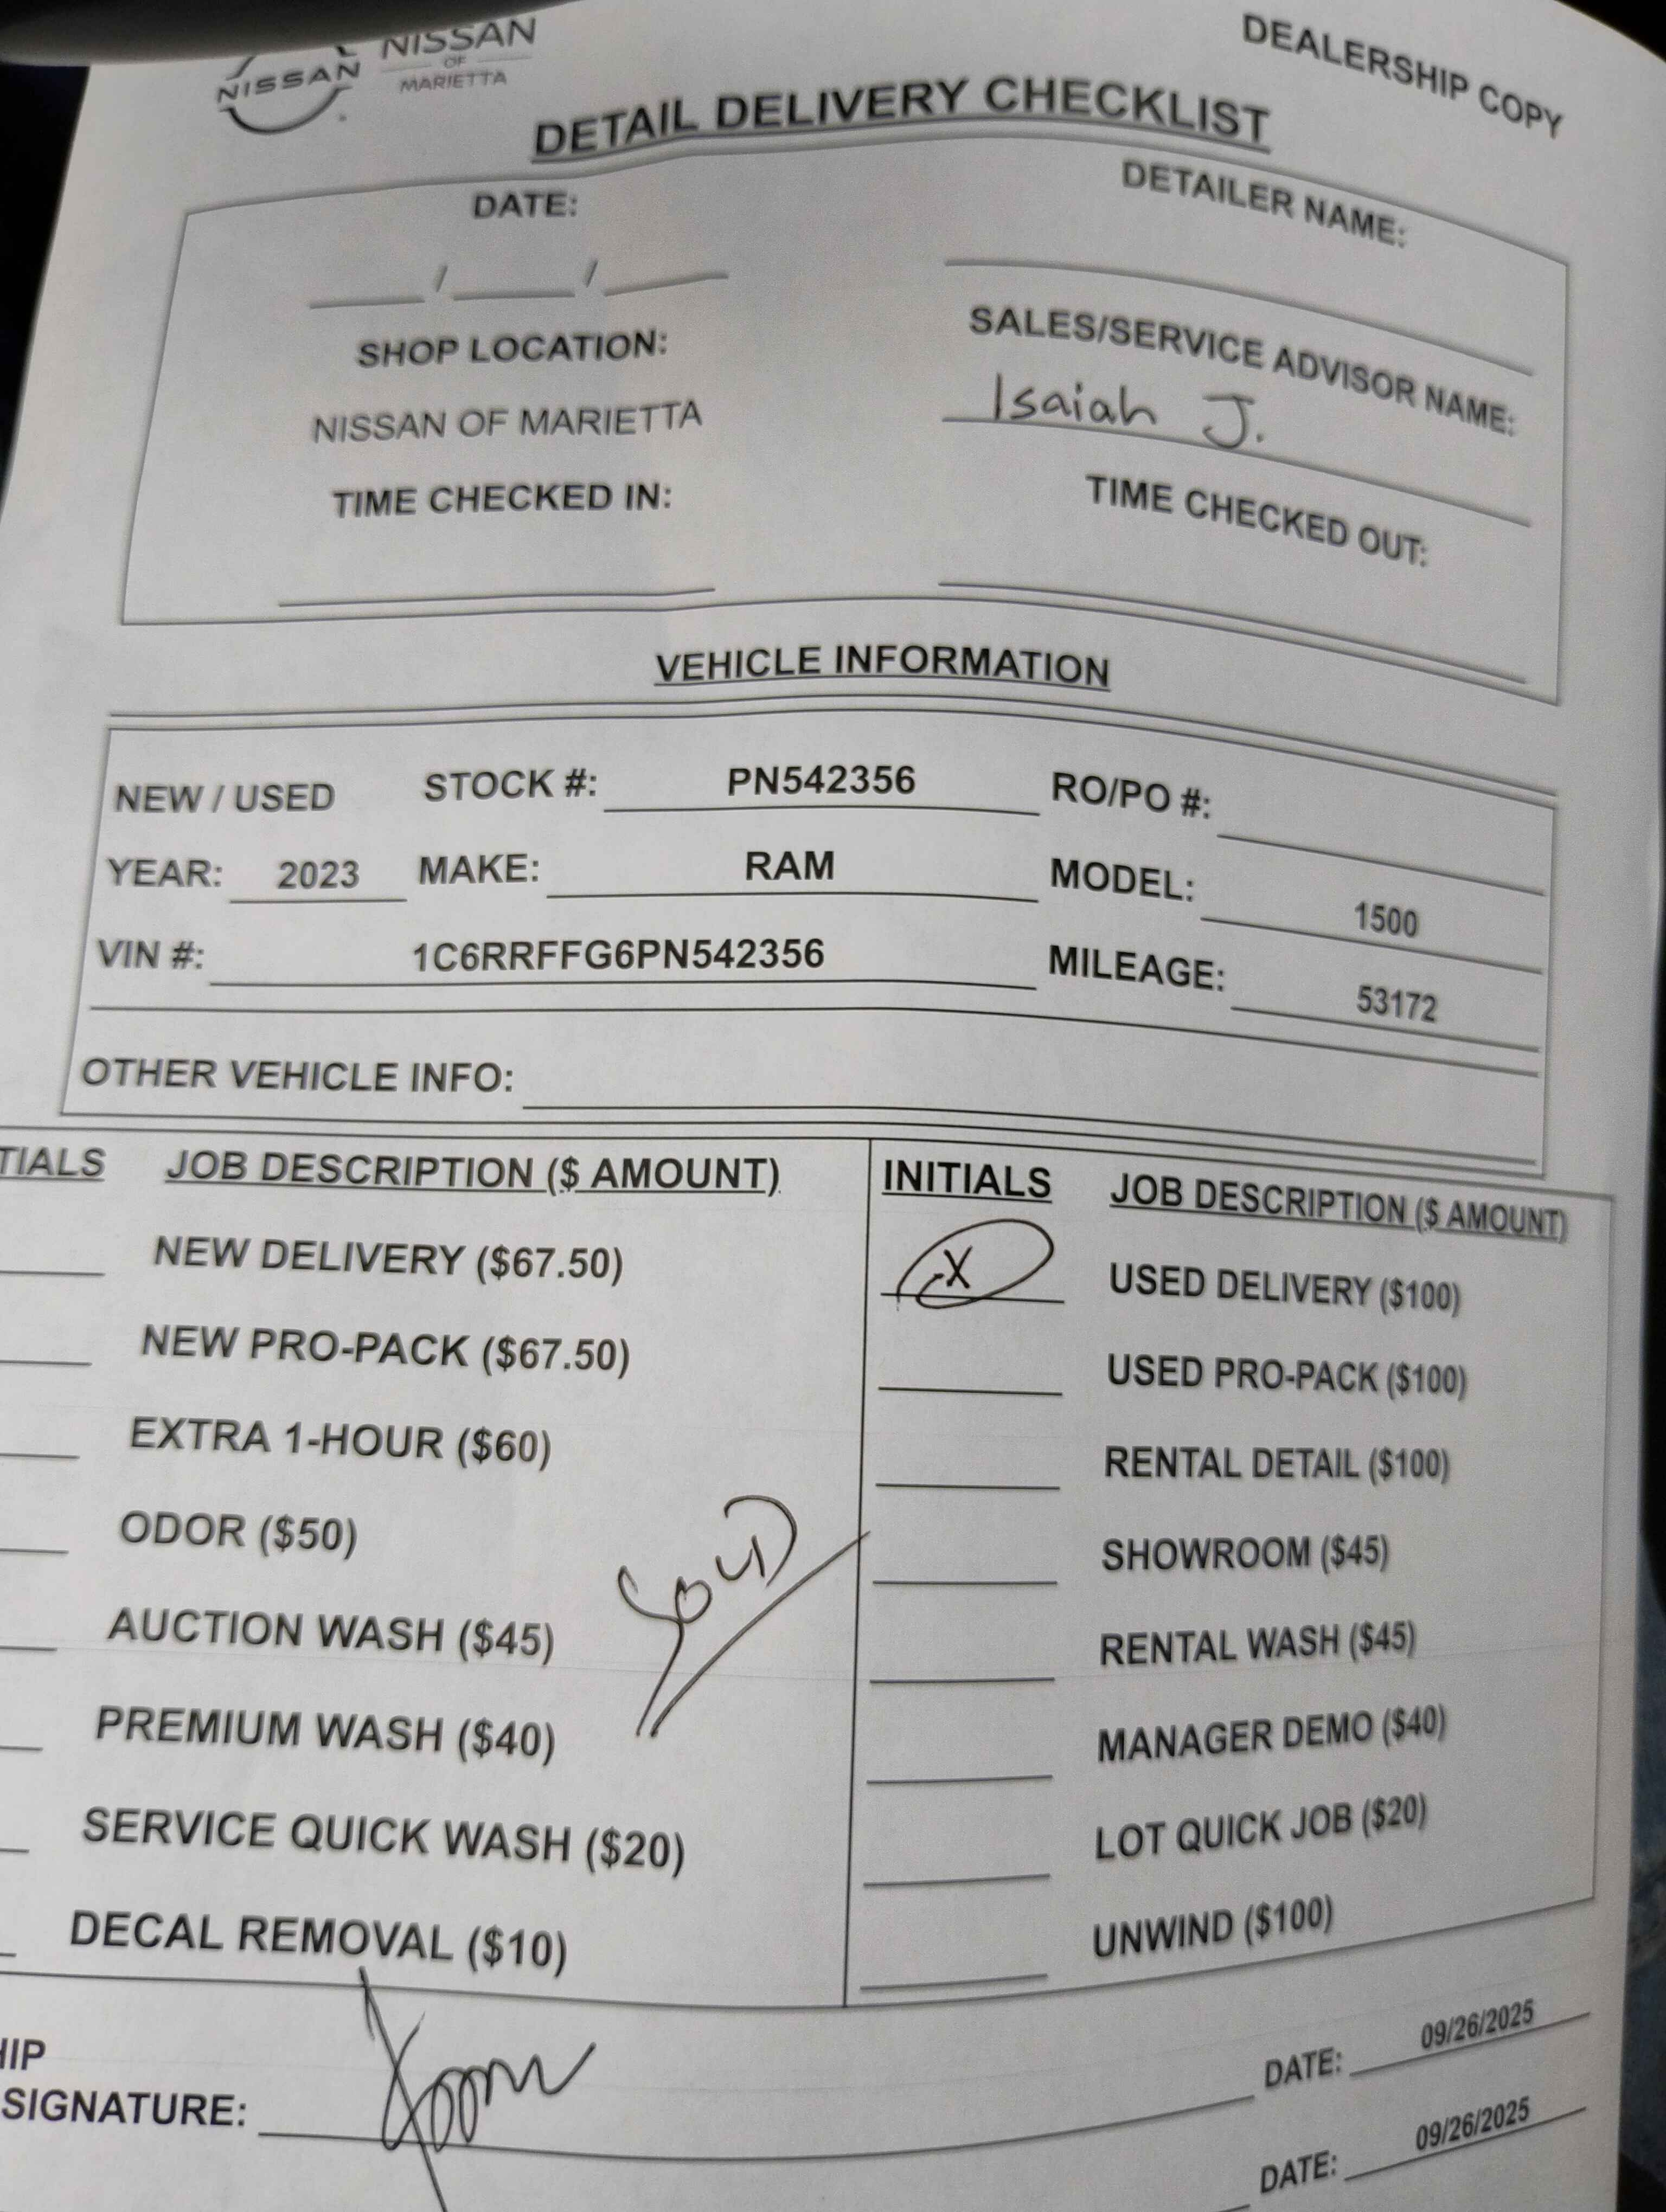 NISSAN
NISSAN
OF
MARIETTA
DEALERSHIP COPY
DETAIL DELIVERY CHECKLIST
DATE:
DETAILER NAME:
___/___/___
SHOP LOCATION:
SALES/SERVICE ADVISOR NAME:
NISSAN OF MARIETTA
Isaiah J.
TIME CHECKED IN:
TIME CHECKED OUT:
VEHICLE INFORMATION
NEW / USED STOCK #: PN542356 RO/PO #:
YEAR: 2023 MAKE: RAM MODEL: 1500
VIN #: 1C6RRFFG6PN542356 MILEAGE: 53172
OTHER VEHICLE INFO:
TIALS JOB DESCRIPTION ($ AMOUNT) INITIALS JOB DESCRIPTION ($ AMOUNT)
NEW DELIVERY ($67.50) X USED DELIVERY ($100)
NEW PRO-PACK ($67.50) USED PRO-PACK ($100)
EXTRA 1-HOUR ($60) RENTAL DETAIL ($100)
ODOR ($50) SHOWROOM ($45)
SOLD
AUCTION WASH ($45) RENTAL WASH ($45)
PREMIUM WASH ($40) MANAGER DEMO ($40)
SERVICE QUICK WASH ($20) LOT QUICK JOB ($20)
DECAL REMOVAL ($10) UNWIND ($100)
HIP
SIGNATURE: DATE: 09/26/2025
DATE: 09/26/2025